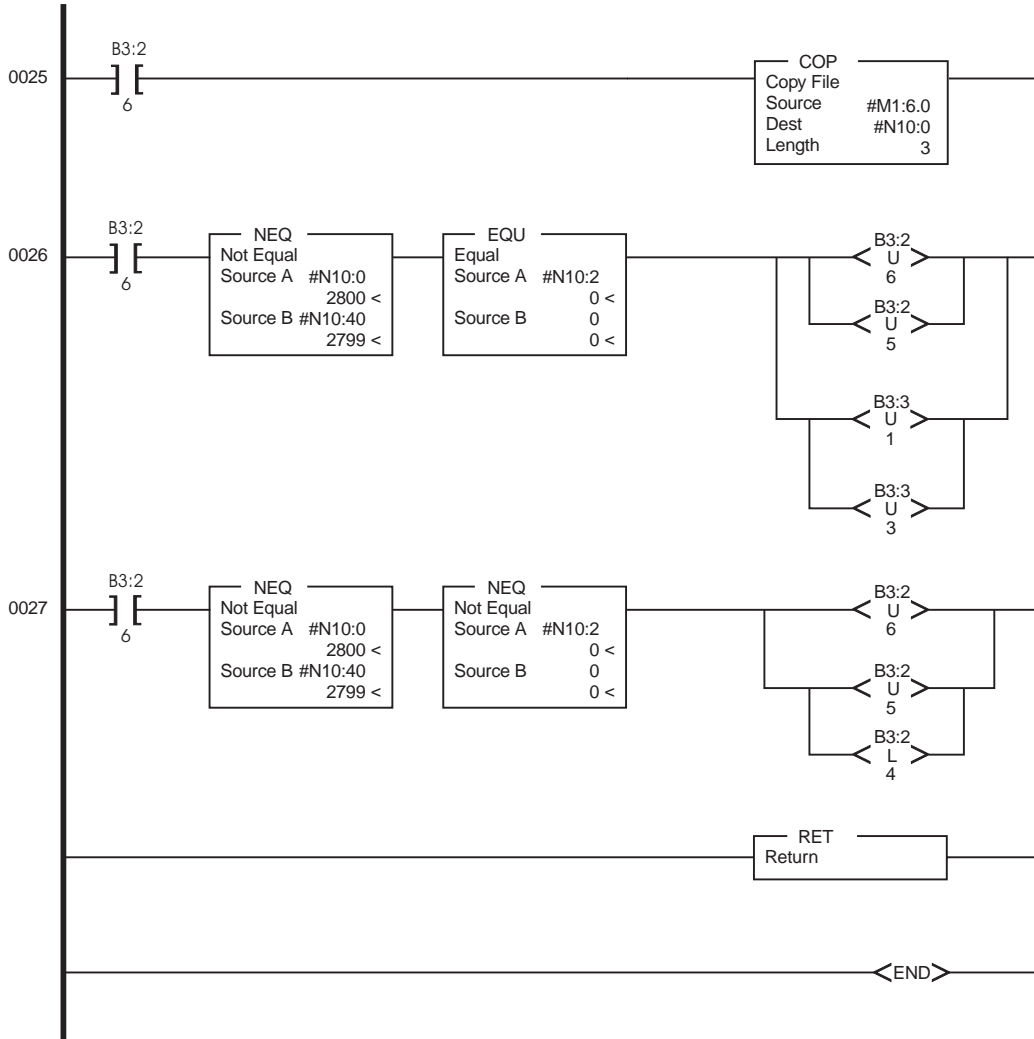 B3:2
0025
6
COP
Copy File
Source #M1:6.0
Dest #N10:0
Length 3
B3:2
0026
6
NEQ
Not Equal
Source A #N10:0
2800 <
Source B #N10:40
2799 <
EQU
Equal
Source A #N10:2
0 <
Source B 0
0 <
B3:2
U
6
B3:2
U
5
B3:3
U
1
B3:3
U
3
B3:2
0027
6
NEQ
Not Equal
Source A #N10:0
2800 <
Source B #N10:40
2799 <
NEQ
Not Equal
Source A #N10:2
0 <
Source B 0
0 <
B3:2
U
6
B3:2
U
5
B3:2
L
4
RET
Return
END